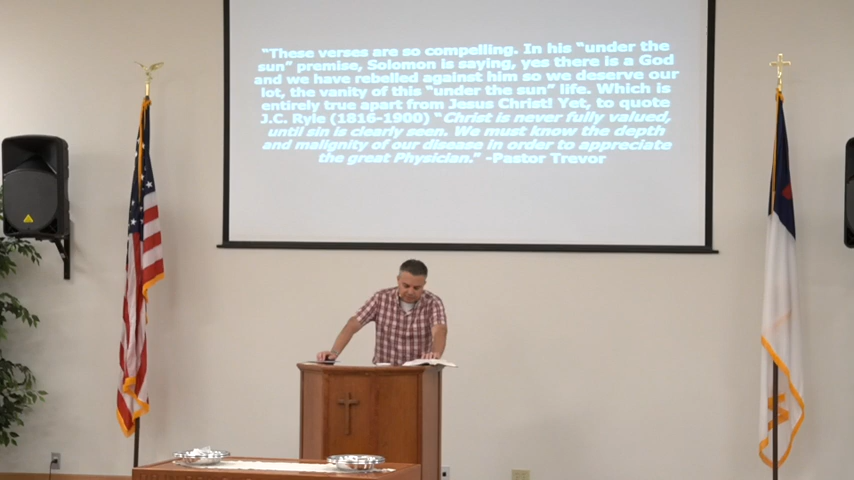 “These verses are so compelling. In his “under the
sun” premise, Solomon is saying, yes there is a God
and we have rebelled against him so we deserve our
lot, the vanity of this “under the sun” life. Which is
entirely true apart from Jesus Christ! Yet, to quote
J.C. Ryle (1816-1900) “Christ is never fully valued,
until sin is clearly seen. We must know the depth
and malignity of our disease in order to appreciate
the great Physician.” -Pastor Trevor